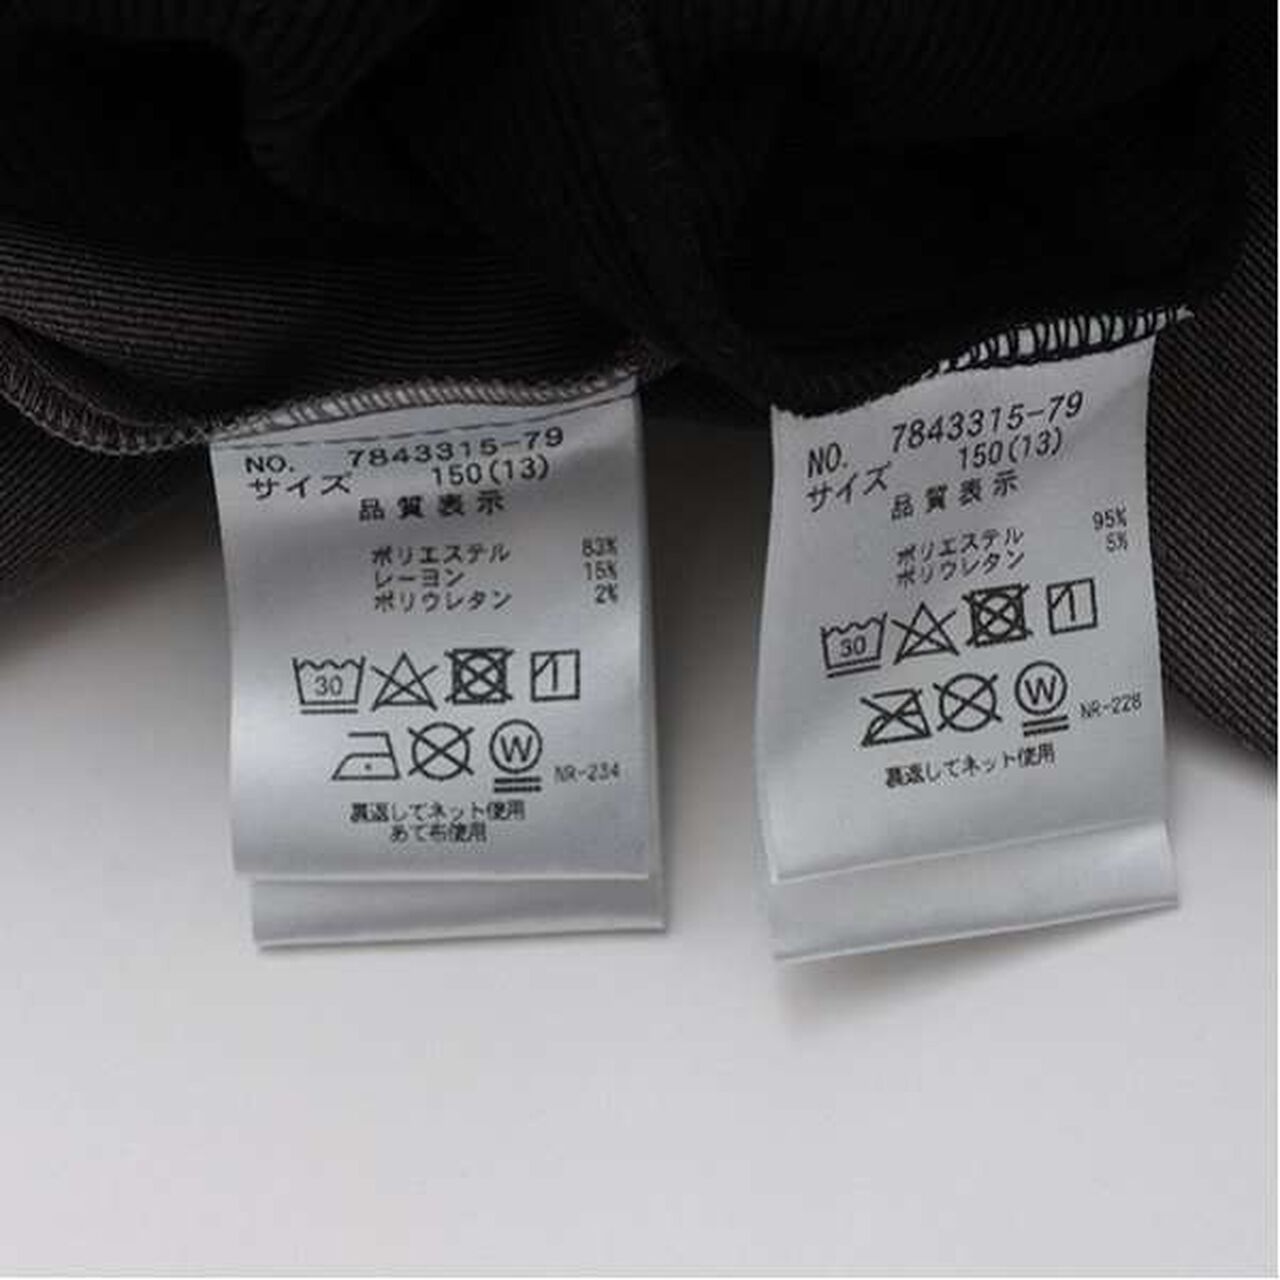 NO. 7843315-79
サイズ 150(13)
品質表示
ポリエステル 83%
レーヨン 15%
ポリウレタン 2%
30
W NR-234
裏返してネット使用
あて布使用
NO. 7843315-79
サイズ 150(13)
品質表示
ポリエステル 95%
ポリウレタン 5%
30
W NR-228
裏返してネット使用